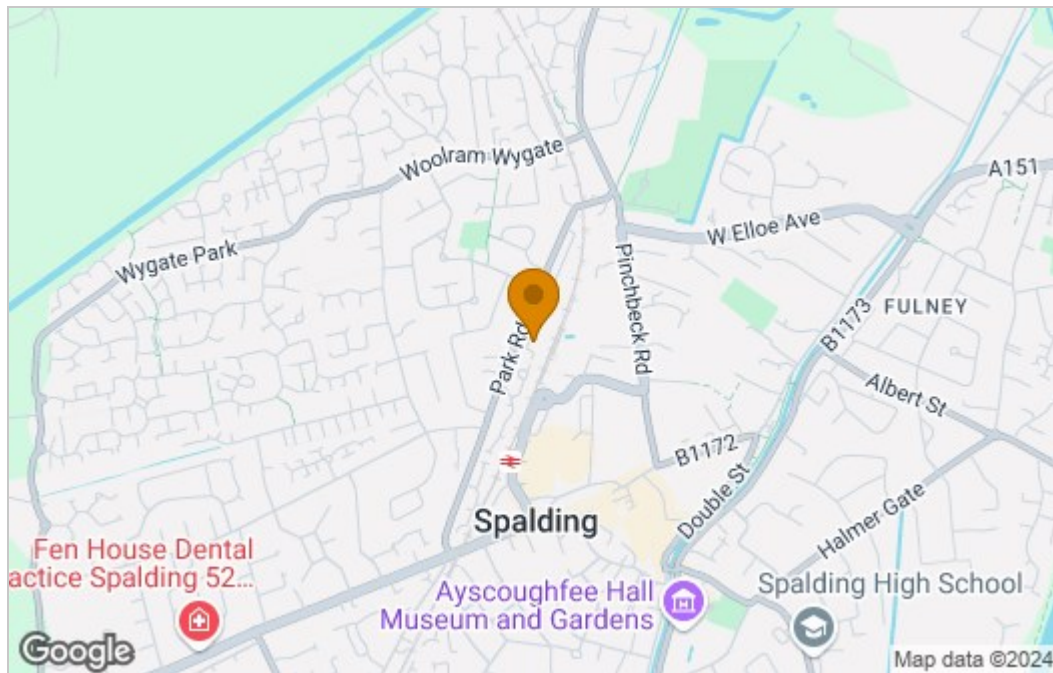 Woolram Wygate
A151
W Elloe Ave
Wygate Park
Pinchbeck Rd
FULNEY
B1173
Park Rd
Albert St
B1172
Double St
Halmer Gate
Spalding
Fen House Dental
actice Spalding 52...
Ayscoughfee Hall
Museum and Gardens
Spalding High School
Google
Map data ©2024